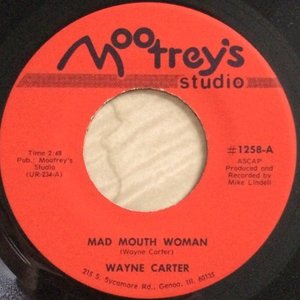 Mootrey's
studio
Time 2:48
Pub.: Mootrey's
Studio
(UR-234-A)
#1258-A
ASCAP
Produced and
Recorded by
Mike Lindell
MAD MOUTH WOMAN
(Wayne Carter)
WAYNE CARTER
215 S. Sycamore Rd., Genoa, Ill. 60135